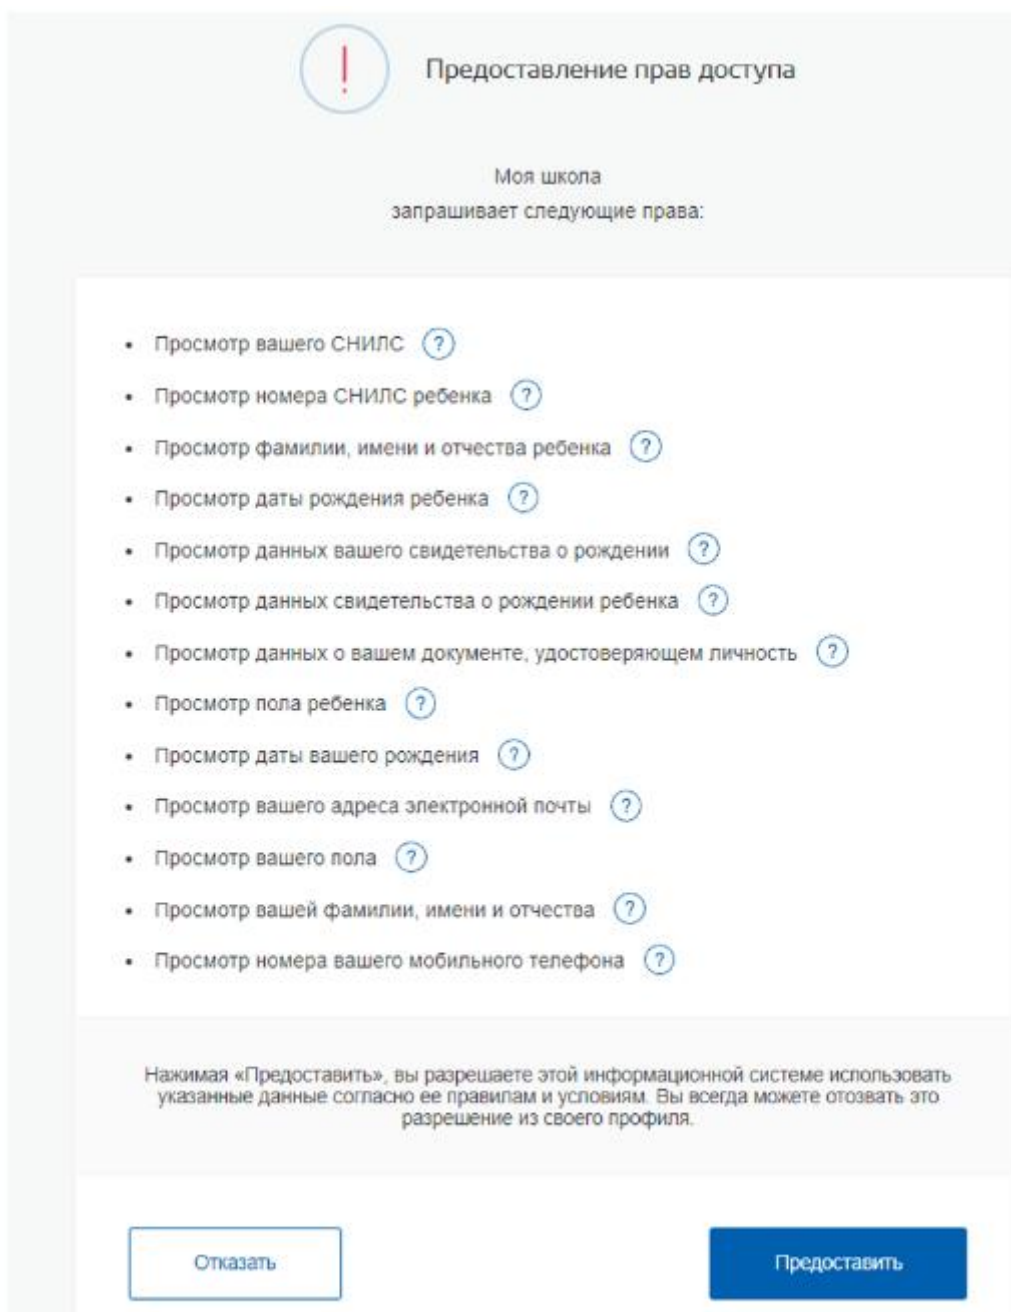 Предоставление прав доступа
Моя школа
запрашивает следующие права:
• Просмотр вашего СНИЛС ?
• Просмотр номера СНИЛС ребенка ?
• Просмотр фамилии, имени и отчества ребенка ?
• Просмотр даты рождения ребенка ?
• Просмотр данных вашего свидетельства о рождении ?
• Просмотр данных свидетельства о рождении ребенка ?
• Просмотр данных о вашем документе, удостоверяющем личность ?
• Просмотр пола ребенка ?
• Просмотр даты вашего рождения ?
• Просмотр вашего адреса электронной почты ?
• Просмотр вашего пола ?
• Просмотр вашей фамилии, имени и отчества ?
• Просмотр номера вашего мобильного телефона ?
Нажимая «Предоставить», вы разрешаете этой информационной системе использовать
указанные данные согласно ее правилам и условиям. Вы всегда можете отозвать это
разрешение из своего профиля.
Отказать
Предоставить